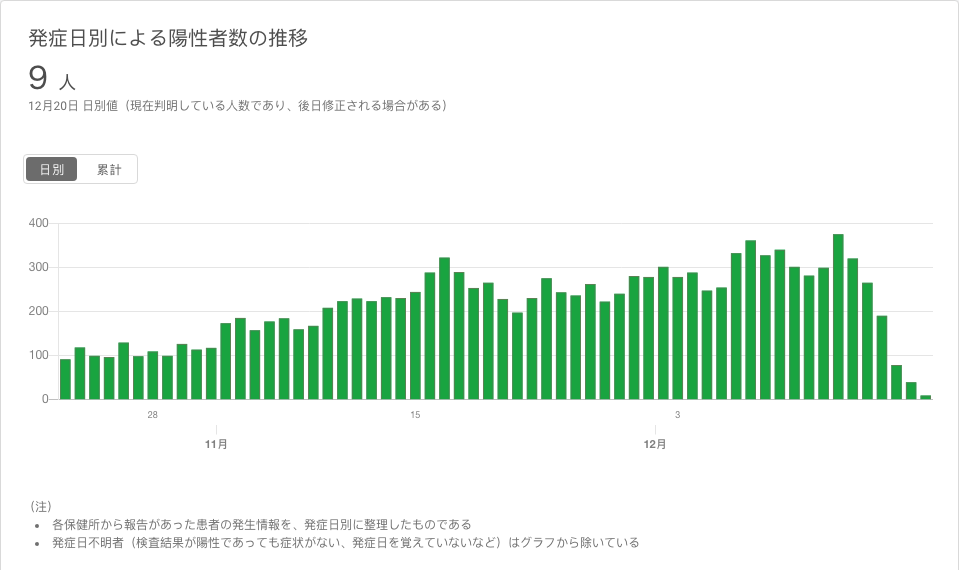 発症日別による陽性者数の推移
9 人
12月20日 日別値（現在判明している人数であり、後日修正される場合がある）
日別 累計
400
300
200
100
0
28 15 3
11月 12月
（注）
• 各保健所から報告があった患者の発生情報を、発症日別に整理したものである
• 発症日不明者（検査結果が陽性であっても症状がない、発症日を覚えていないなど）はグラフから除いている